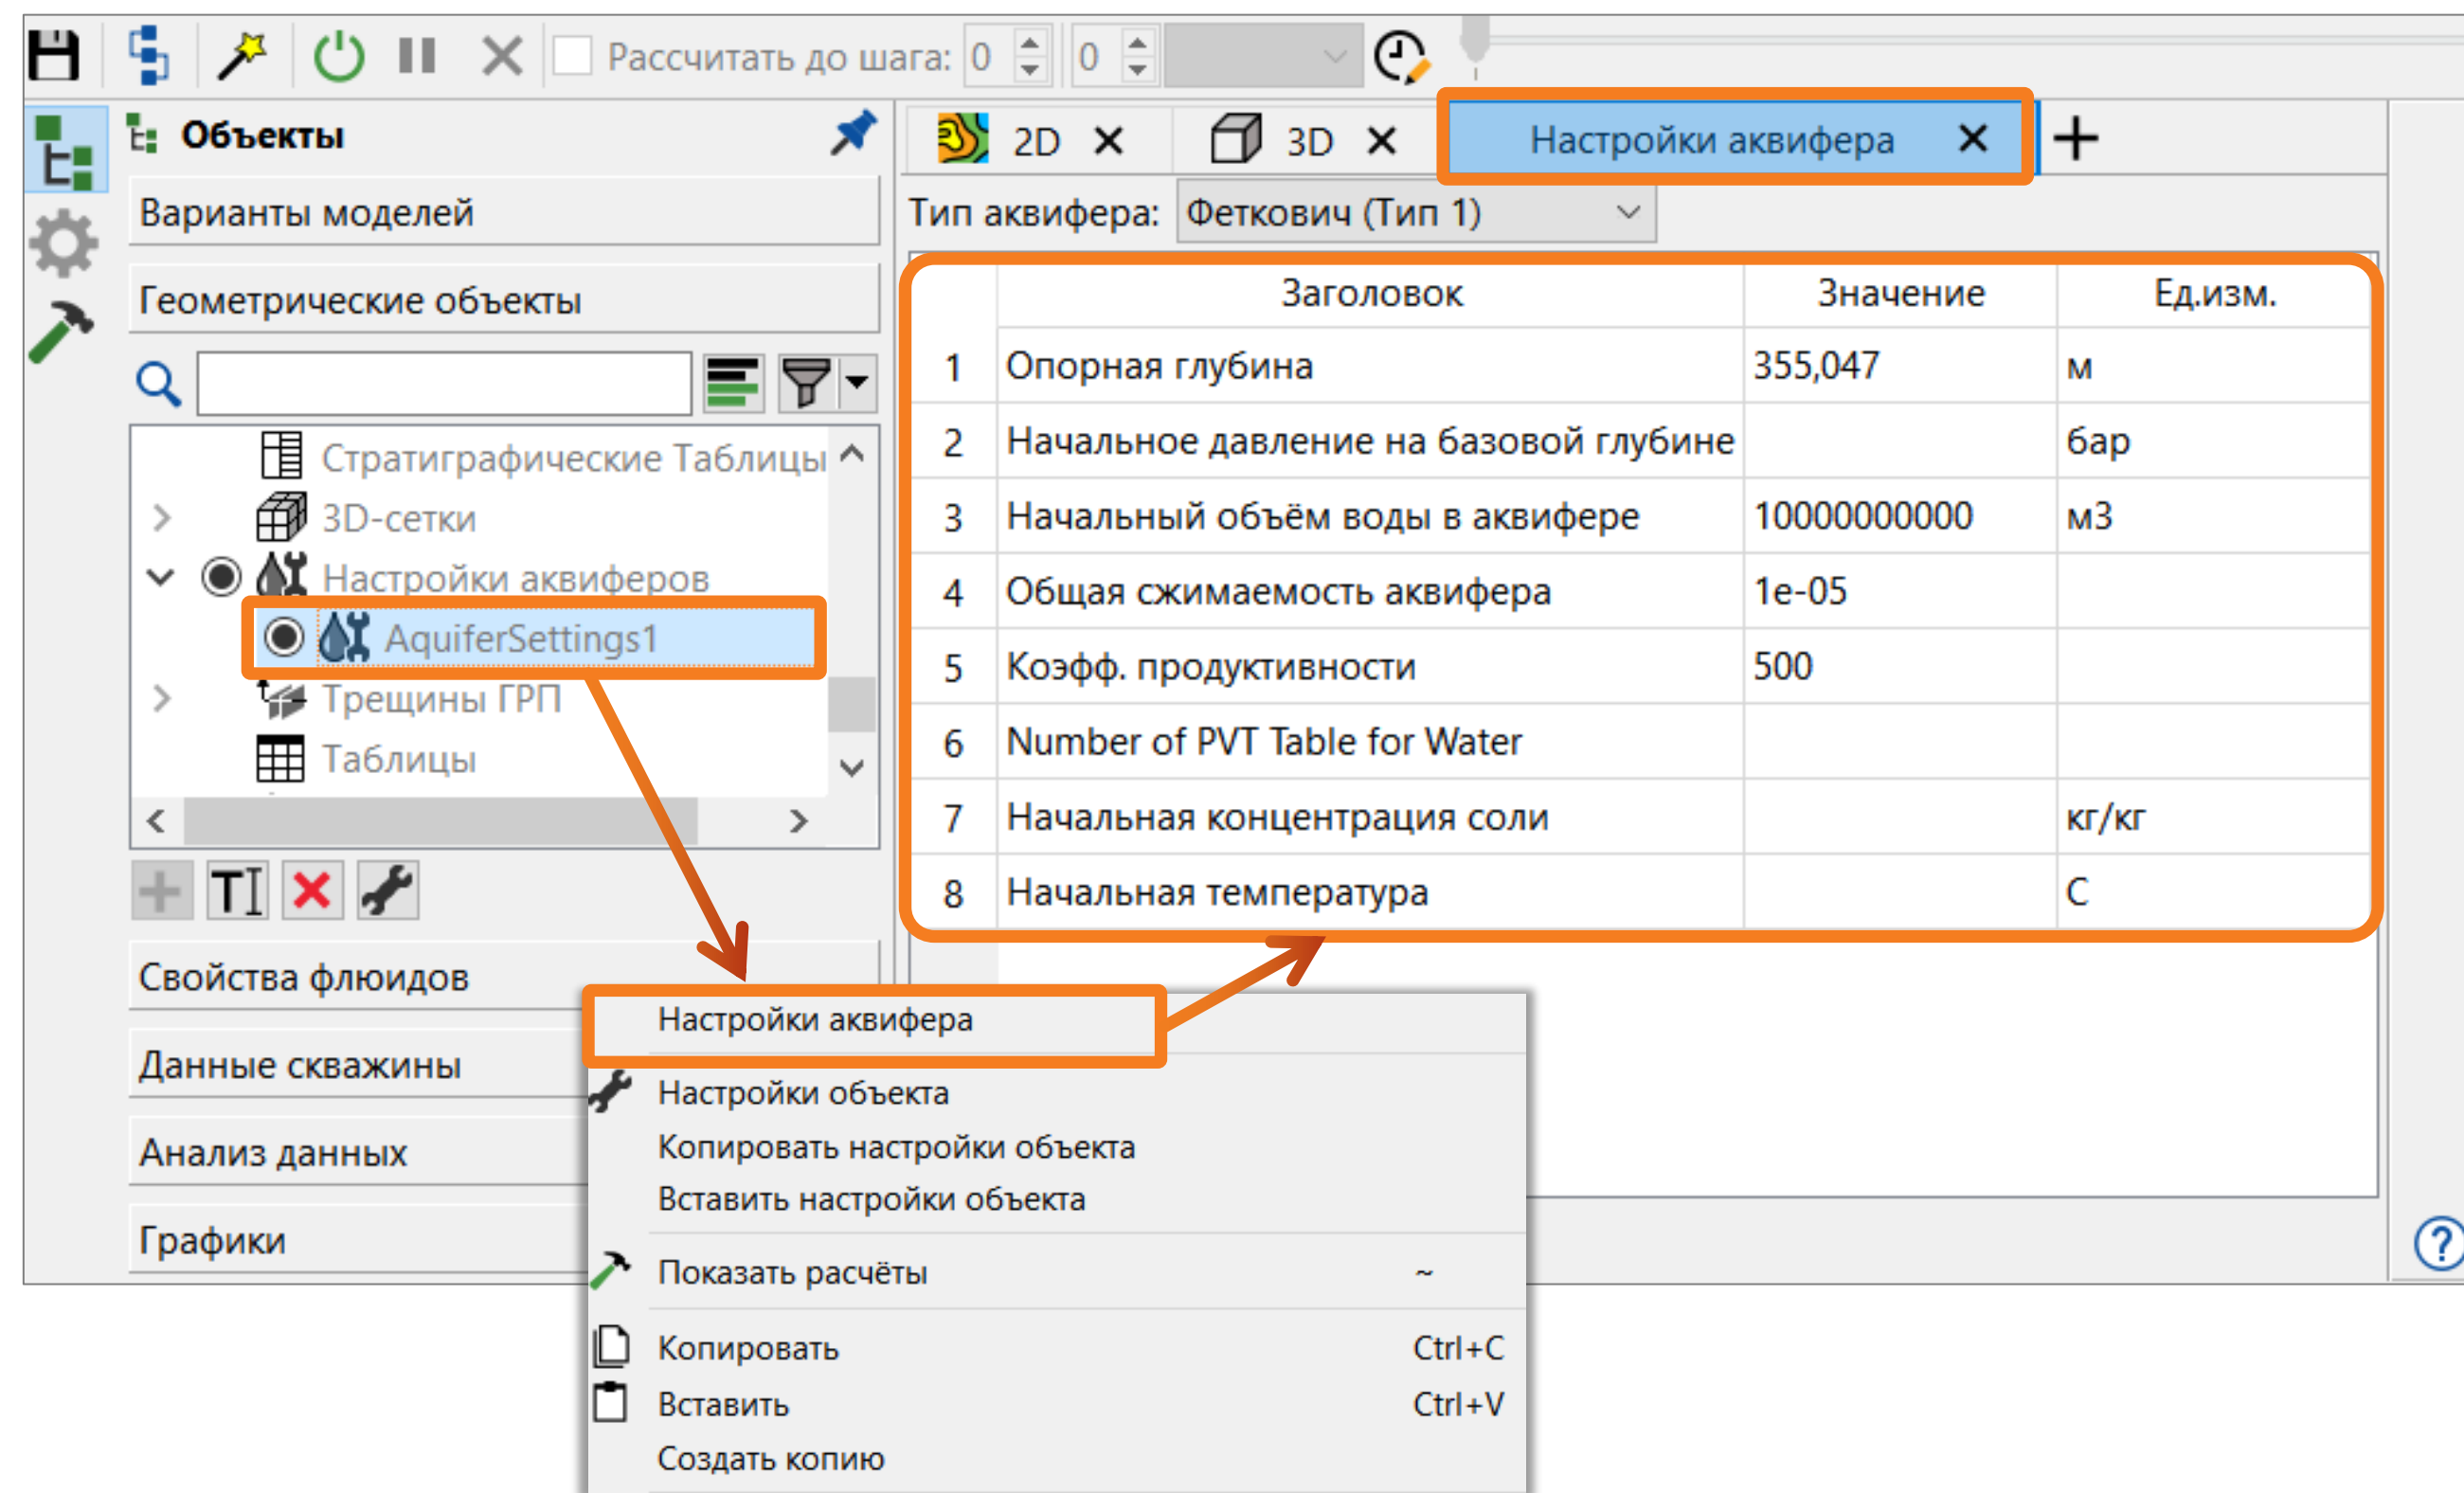 Рассчитать до шага: 0 0
Объекты
Варианты моделей
Геометрические объекты
Стратиграфические Таблицы
3D-сетки
Настройки аквиферов
AquiferSettings1
Трещины ГРП
Таблицы
Свойства флюидов
Данные скважины
Анализ данных
Графики
2D 3D Настройки аквифера
Тип аквифера: Феткович (Тип 1)
Заголовок Значение Ед.изм.
1 Опорная глубина 355,047 м
2 Начальное давление на базовой глубине бар
3 Начальный объём воды в аквифере 10000000000 м3
4 Общая сжимаемость аквифера 1e-05
5 Коэфф. продуктивности 500
6 Number of PVT Table for Water
7 Начальная концентрация соли кг/кг
8 Начальная температура С
Настройки аквифера
Настройки объекта
Копировать настройки объекта
Вставить настройки объекта
Показать расчёты ~
Копировать Ctrl+C
Вставить Ctrl+V
Создать копию